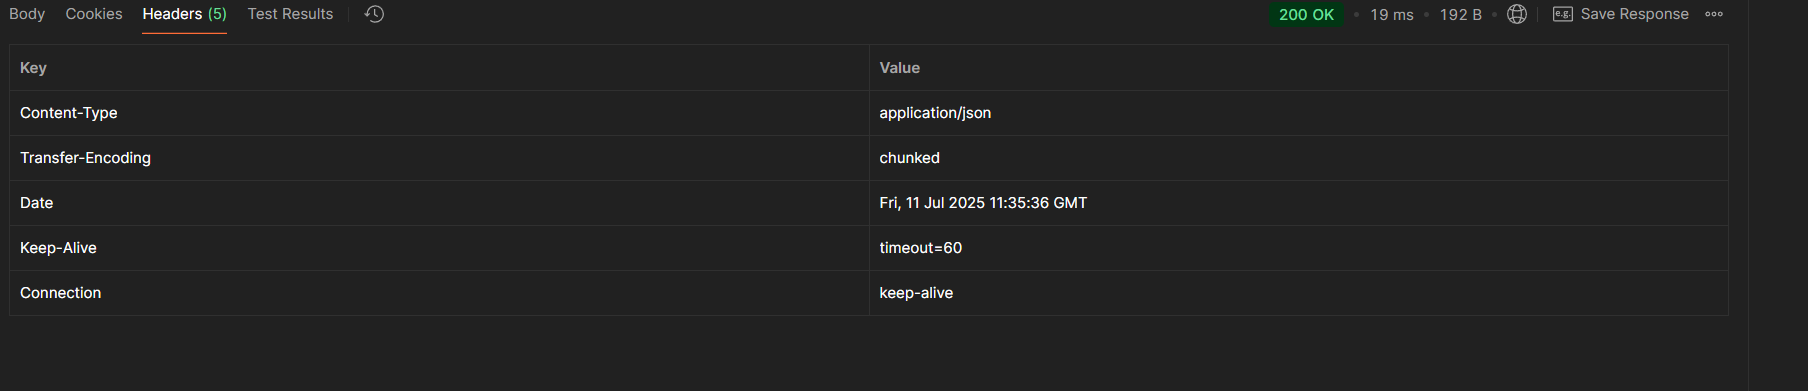 Body Cookies Headers (5) Test Results 200 OK • 19 ms • 192 B • e.g. Save Response
Key Value
Content-Type application/json
Transfer-Encoding chunked
Date Fri, 11 Jul 2025 11:35:36 GMT
Keep-Alive timeout=60
Connection keep-alive